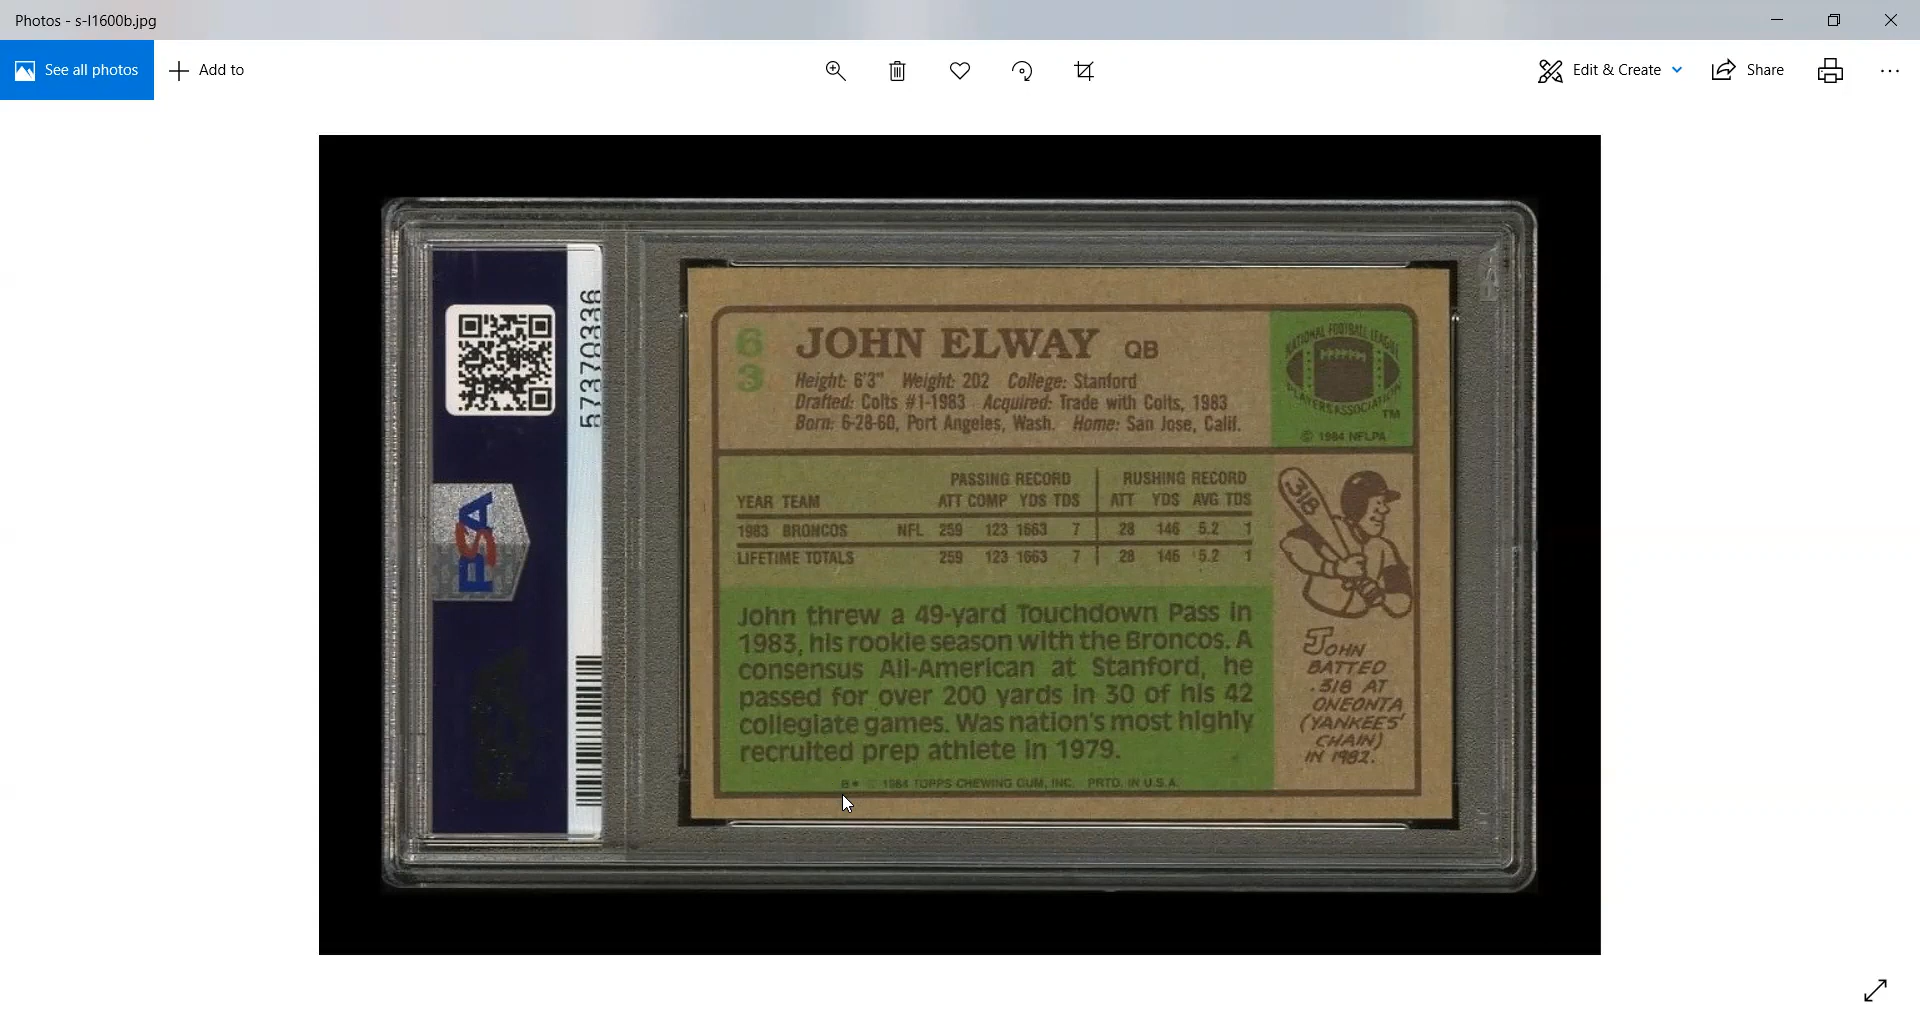 Photos - s-l1600b.jpg
See all photos
Add to
Edit & Create
Share
57370336
PSA
63
JOHN ELWAY QB
Height: 6'3" Weight: 202 College: Stanford
Drafted: Colts #1-1983 Acquired: Trade with Colts, 1983
Born: 6-28-60, Port Angeles, Wash. Home: San Jose, Calif.
NATIONAL FOOTBALL LEAGUE
PLAYERS ASSOCIATION
TM
© 1984 NFLPA
PASSING RECORD RUSHING RECORD
YEAR TEAM ATT COMP YDS TDS ATT YDS AVG TDS
1983 BRONCOS NFL 259 123 1663 7 28 146 5.2 1
LIFETIME TOTALS 259 123 1663 7 28 146 5.2 1
John threw a 49-yard Touchdown Pass in
1983, his rookie season with the Broncos. A
consensus All-American at Stanford, he
passed for over 200 yards in 30 of his 42
collegiate games. Was nation's most highly
recruited prep athlete in 1979.
B* © 1984 TOPPS CHEWING GUM, INC. PRTD. IN U.S.A.
318
JOHN
BATTED
.318 AT
ONEONTA
(YANKEES'
CHAIN)
IN 1982.